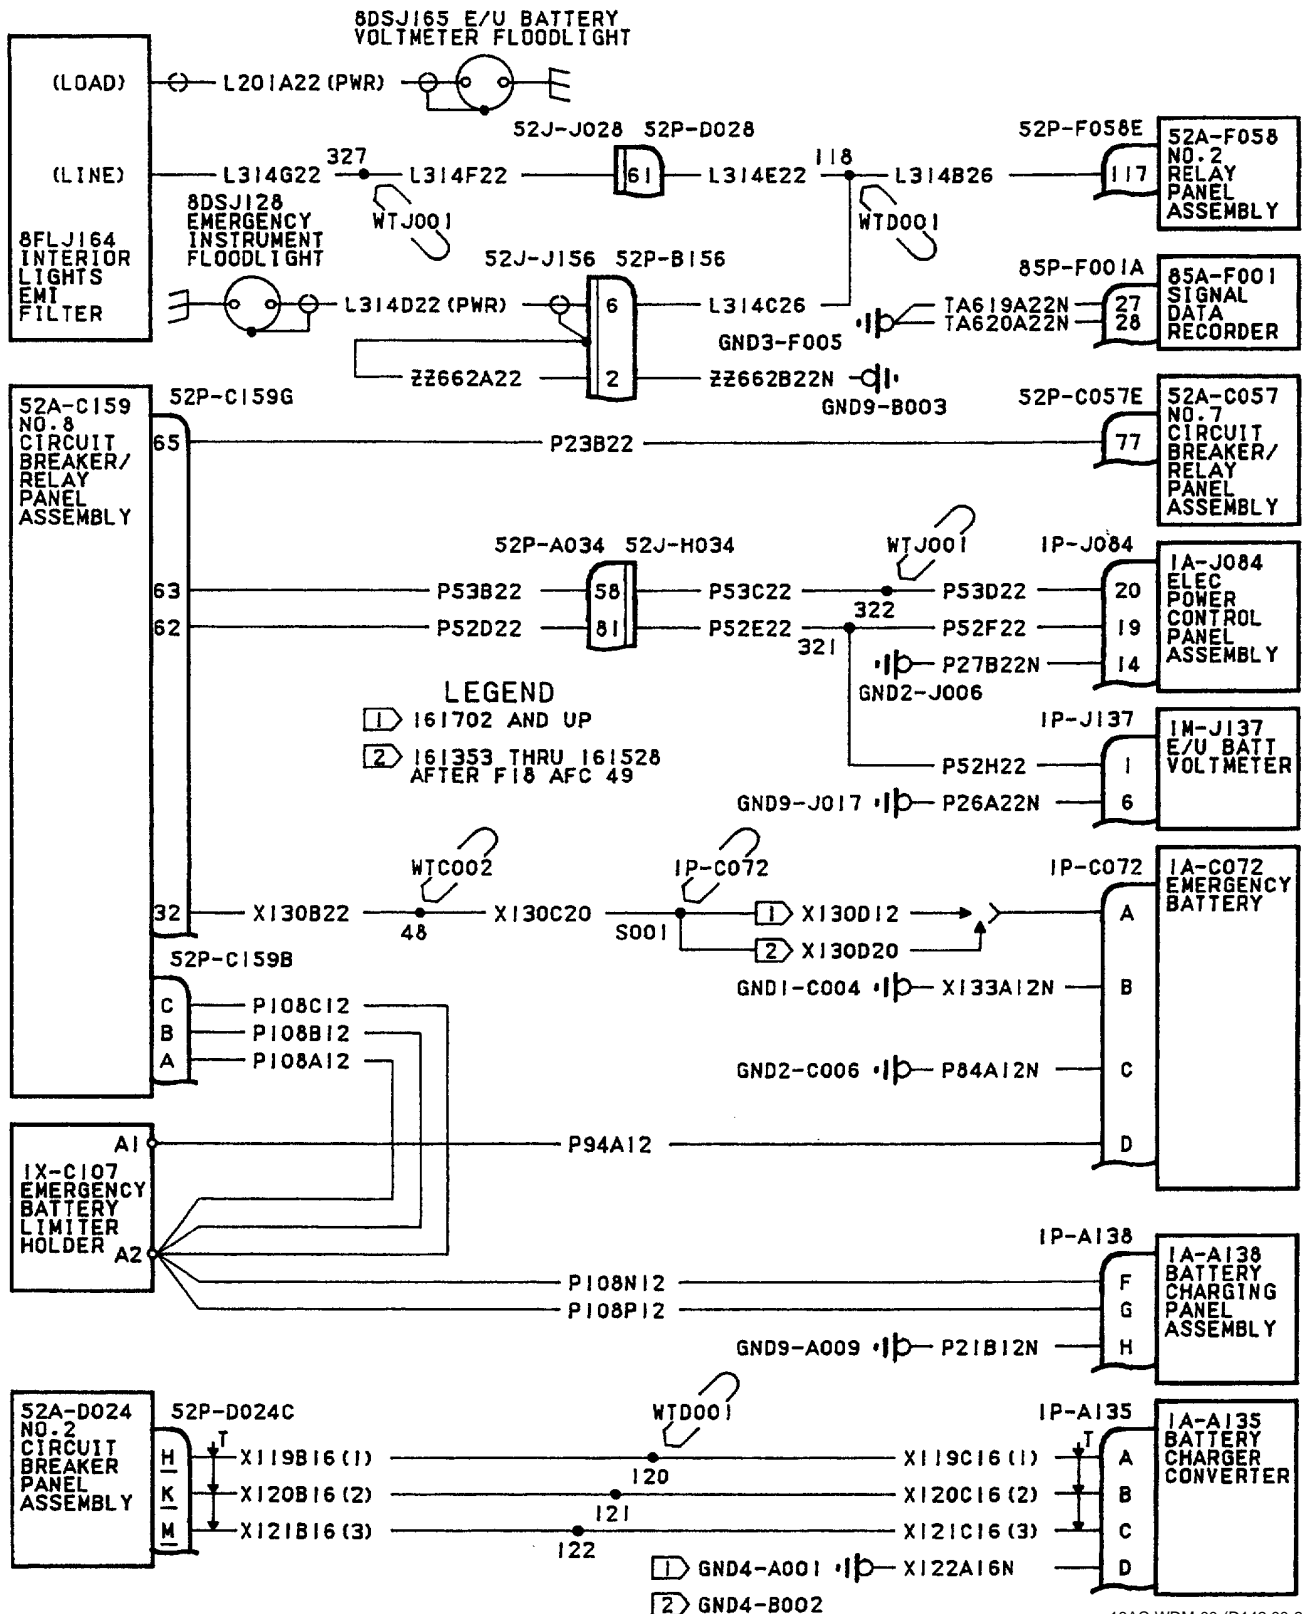 8DSJ165 E/U BATTERY
VOLTMETER FLOODLIGHT
(LOAD)
L201A22 (PWR)
52J-J028 52P-D028
52P-F058E
52A-F058
NO.2
RELAY
PANEL
ASSEMBLY
(LINE)
L314G22
327
L314F22
61
L314E22
118
L314B26
117
WTJ001
WTD001
8DSJ128
EMERGENCY
INSTRUMENT
FLOODLIGHT
8FLJ164
INTERIOR
LIGHTS
EMI
FILTER
52J-J156 52P-B156
85P-F001A
85A-F001
SIGNAL
DATA
RECORDER
L314D22 (PWR)
6
L314C26
TA619A22N
27
TA620A22N
28
GND3-F005
ZZ662A22
2
ZZ662B22N
GND9-B003
52A-C159
NO.8
CIRCUIT
BREAKER/
RELAY
PANEL
ASSEMBLY
52P-C159G
52P-C057E
52A-C057
NO.7
CIRCUIT
BREAKER/
RELAY
PANEL
ASSEMBLY
65
P23B22
77
52P-A034 52J-H034
WTJ001
1P-J084
1A-J084
ELEC
POWER
CONTROL
PANEL
ASSEMBLY
63
P53B22
58
P53C22
322
P53D22
20
62
P52D22
81
P52E22
321
P52F22
19
P27B22N
14
GND2-J006
LEGEND
1 161702 AND UP
2 161353 THRU 161528
AFTER F18 AFC 49
1P-J137
1M-J137
E/U BATT
VOLTMETER
P52H22
1
GND9-J017
P26A22N
6
WTC002
1P-C072
1P-C072
1A-C072
EMERGENCY
BATTERY
32
X130B22
48
X130C20
S001
1 X130D12
A
2 X130D20
52P-C159B
GND1-C004
X133A12N
B
C
P108C12
B
P108B12
A
P108A12
GND2-C006
P84A12N
C
A1
P94A12
D
1X-C107
EMERGENCY
BATTERY
LIMITER
HOLDER
A2
1P-A138
1A-A138
BATTERY
CHARGING
PANEL
ASSEMBLY
P108N12
F
P108P12
G
GND9-A009
P21B12N
H
52A-D024
NO.2
CIRCUIT
BREAKER
PANEL
ASSEMBLY
52P-D024C
WTD001
1P-A135
1A-A135
BATTERY
CHARGER
CONVERTER
T
T
H
X119B16 (1)
120
X119C16 (1)
A
K
X120B16 (2)
121
X120C16 (2)
B
M
X121B16 (3)
122
X121C16 (3)
C
1 GND4-A001
X122A16N
D
2 GND4-B002